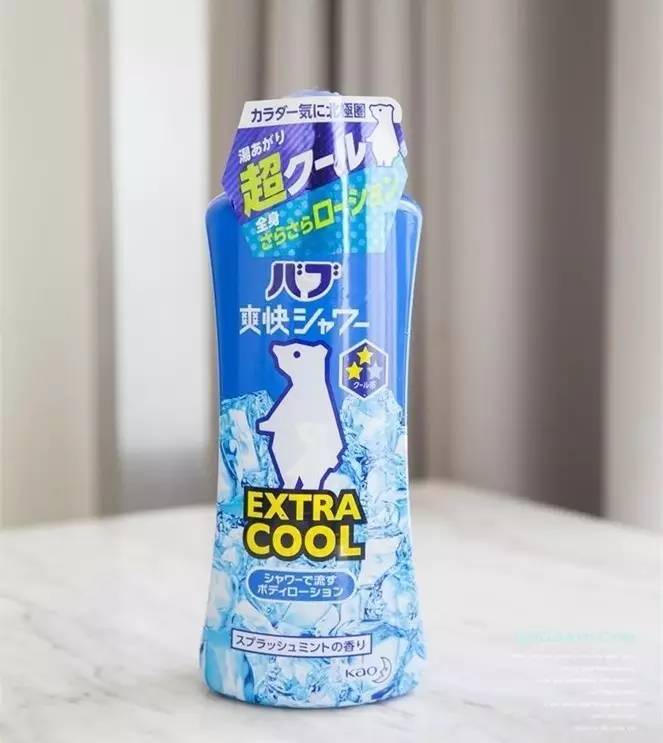 カラダ一気に北極圏
湯あがり
超クール
全身
さらさらローション
バブ
爽快シャワー
クール感
EXTRA
COOL
シャワーで流す
ボディローション
スプラッシュミントの香り
Kao